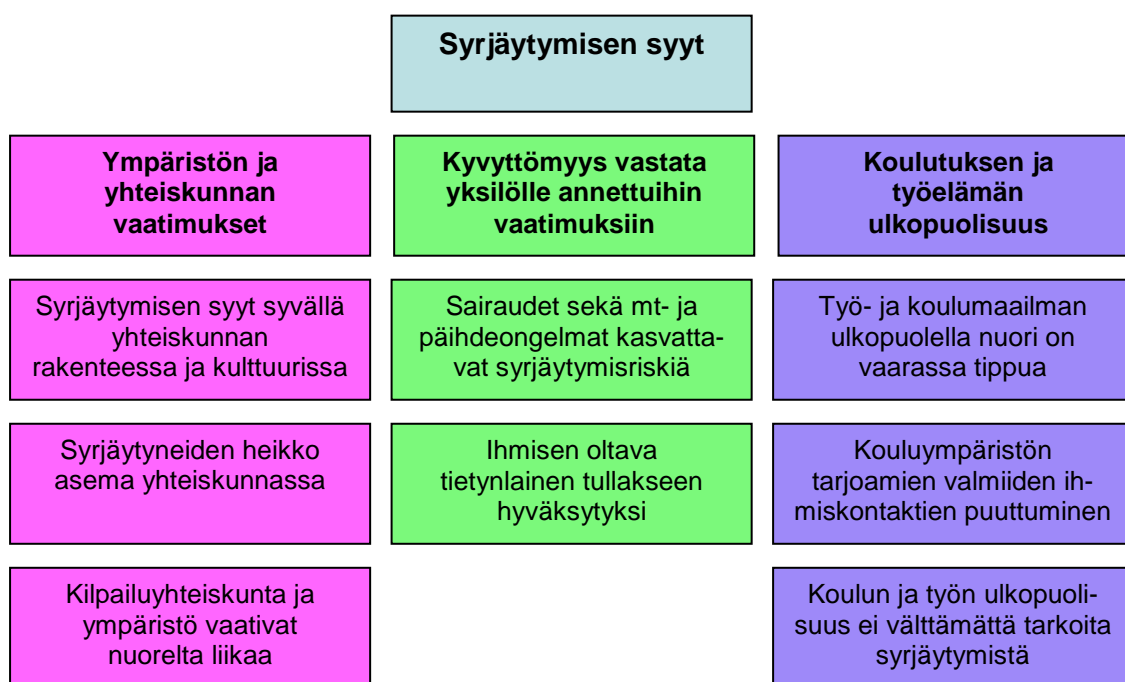 Syrjäytymisen syyt
Ympäristön ja
yhteiskunnan
vaatimukset
Syrjäytymisen syyt syvällä
yhteiskunnan
rakenteessa ja kulttuurissa
Syrjäytyneiden heikko
asema yhteiskunnassa
Kilpailuyhteiskunta ja
ympäristö vaativat
nuorelta liikaa
Kyvyttömyys vastata
yksilölle annettuihin
vaatimuksiin
Sairaudet sekä mt- ja
päihdeongelmat kasvatta-
vat syrjäytymisriskiä
Ihmisen oltava
tietynlainen tullakseen
hyväksytyksi
Koulutuksen ja
työelämän
ulkopuolisuus
Työ- ja koulumaailman
ulkopuolella nuori on
vaarassa tippua
Kouluympäristön
tarjoamien valmiiden ih-
miskontaktien puuttuminen
Koulun ja työn ulkopuoli-
suus ei välttämättä tarkoita
syrjäytymistä